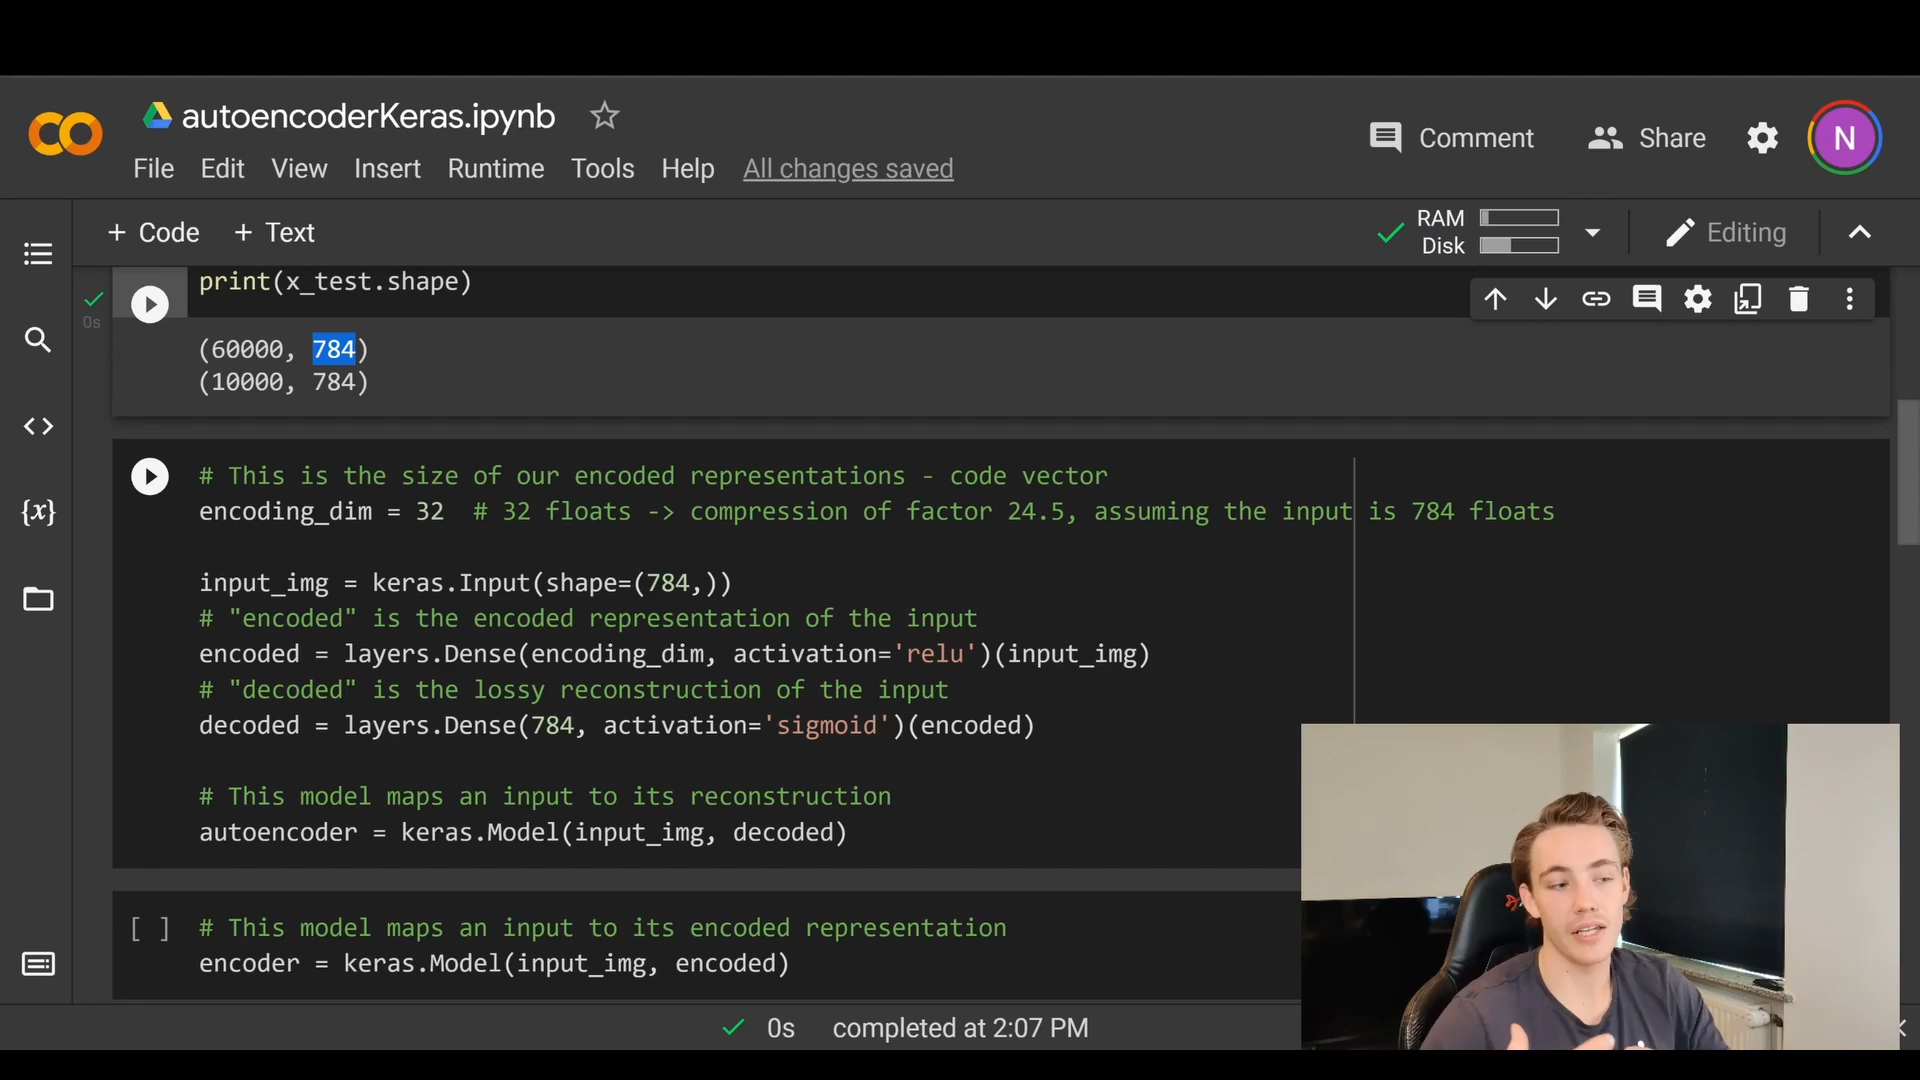 autoencoderKeras.ipynb
Comment
Share
N
File Edit View Insert Runtime Tools Help All changes saved
+ Code + Text
RAM
Disk
Editing
print(x_test.shape)
0s
(60000, 784)
(10000, 784)
# This is the size of our encoded representations - code vector
encoding_dim = 32 # 32 floats -> compression of factor 24.5, assuming the input is 784 floats
input_img = keras.Input(shape=(784,))
# "encoded" is the encoded representation of the input
encoded = layers.Dense(encoding_dim, activation='relu')(input_img)
# "decoded" is the lossy reconstruction of the input
decoded = layers.Dense(784, activation='sigmoid')(encoded)
# This model maps an input to its reconstruction
autoencoder = keras.Model(input_img, decoded)
[ ] # This model maps an input to its encoded representation
encoder = keras.Model(input_img, encoded)
0s completed at 2:07 PM